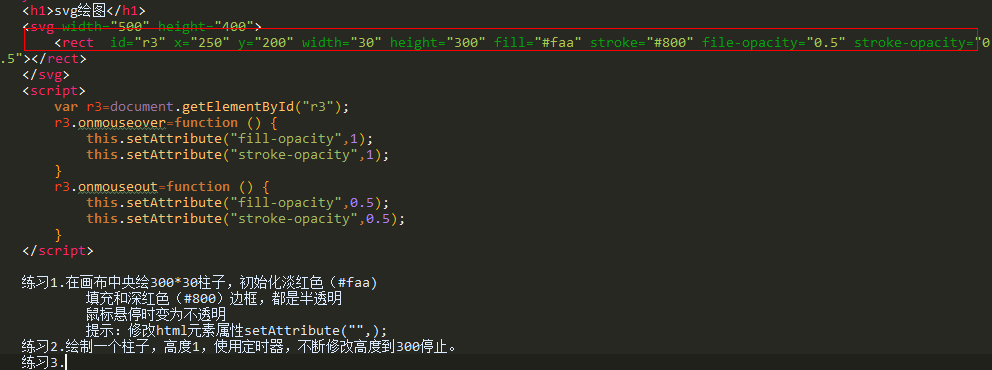 <h1>svg绘图</h1>
<svg width="500" height="400">
<rect  id="r3" x="250" y="200" width="30" height="300" fill="#faa" stroke="#800" file-opacity="0.5" stroke-opacity="0
.5"></rect>
</svg>
<script>
var r3=document.getElementById("r3");
r3.onmouseover=function () {
this.setAttribute("fill-opacity",1);
this.setAttribute("stroke-opacity",1);
}
r3.onmouseout=function () {
this.setAttribute("fill-opacity",0.5);
this.setAttribute("stroke-opacity",0.5);
}
</script>
练习1.在画布中央绘300*30柱子，初始化淡红色（#faa)
填充和深红色（#800）边框，都是半透明
鼠标悬停时变为不透明
提示：修改html元素属性setAttribute("",);
练习2.绘制一个柱子，高度1，使用定时器，不断修改高度到300停止。
练习3.